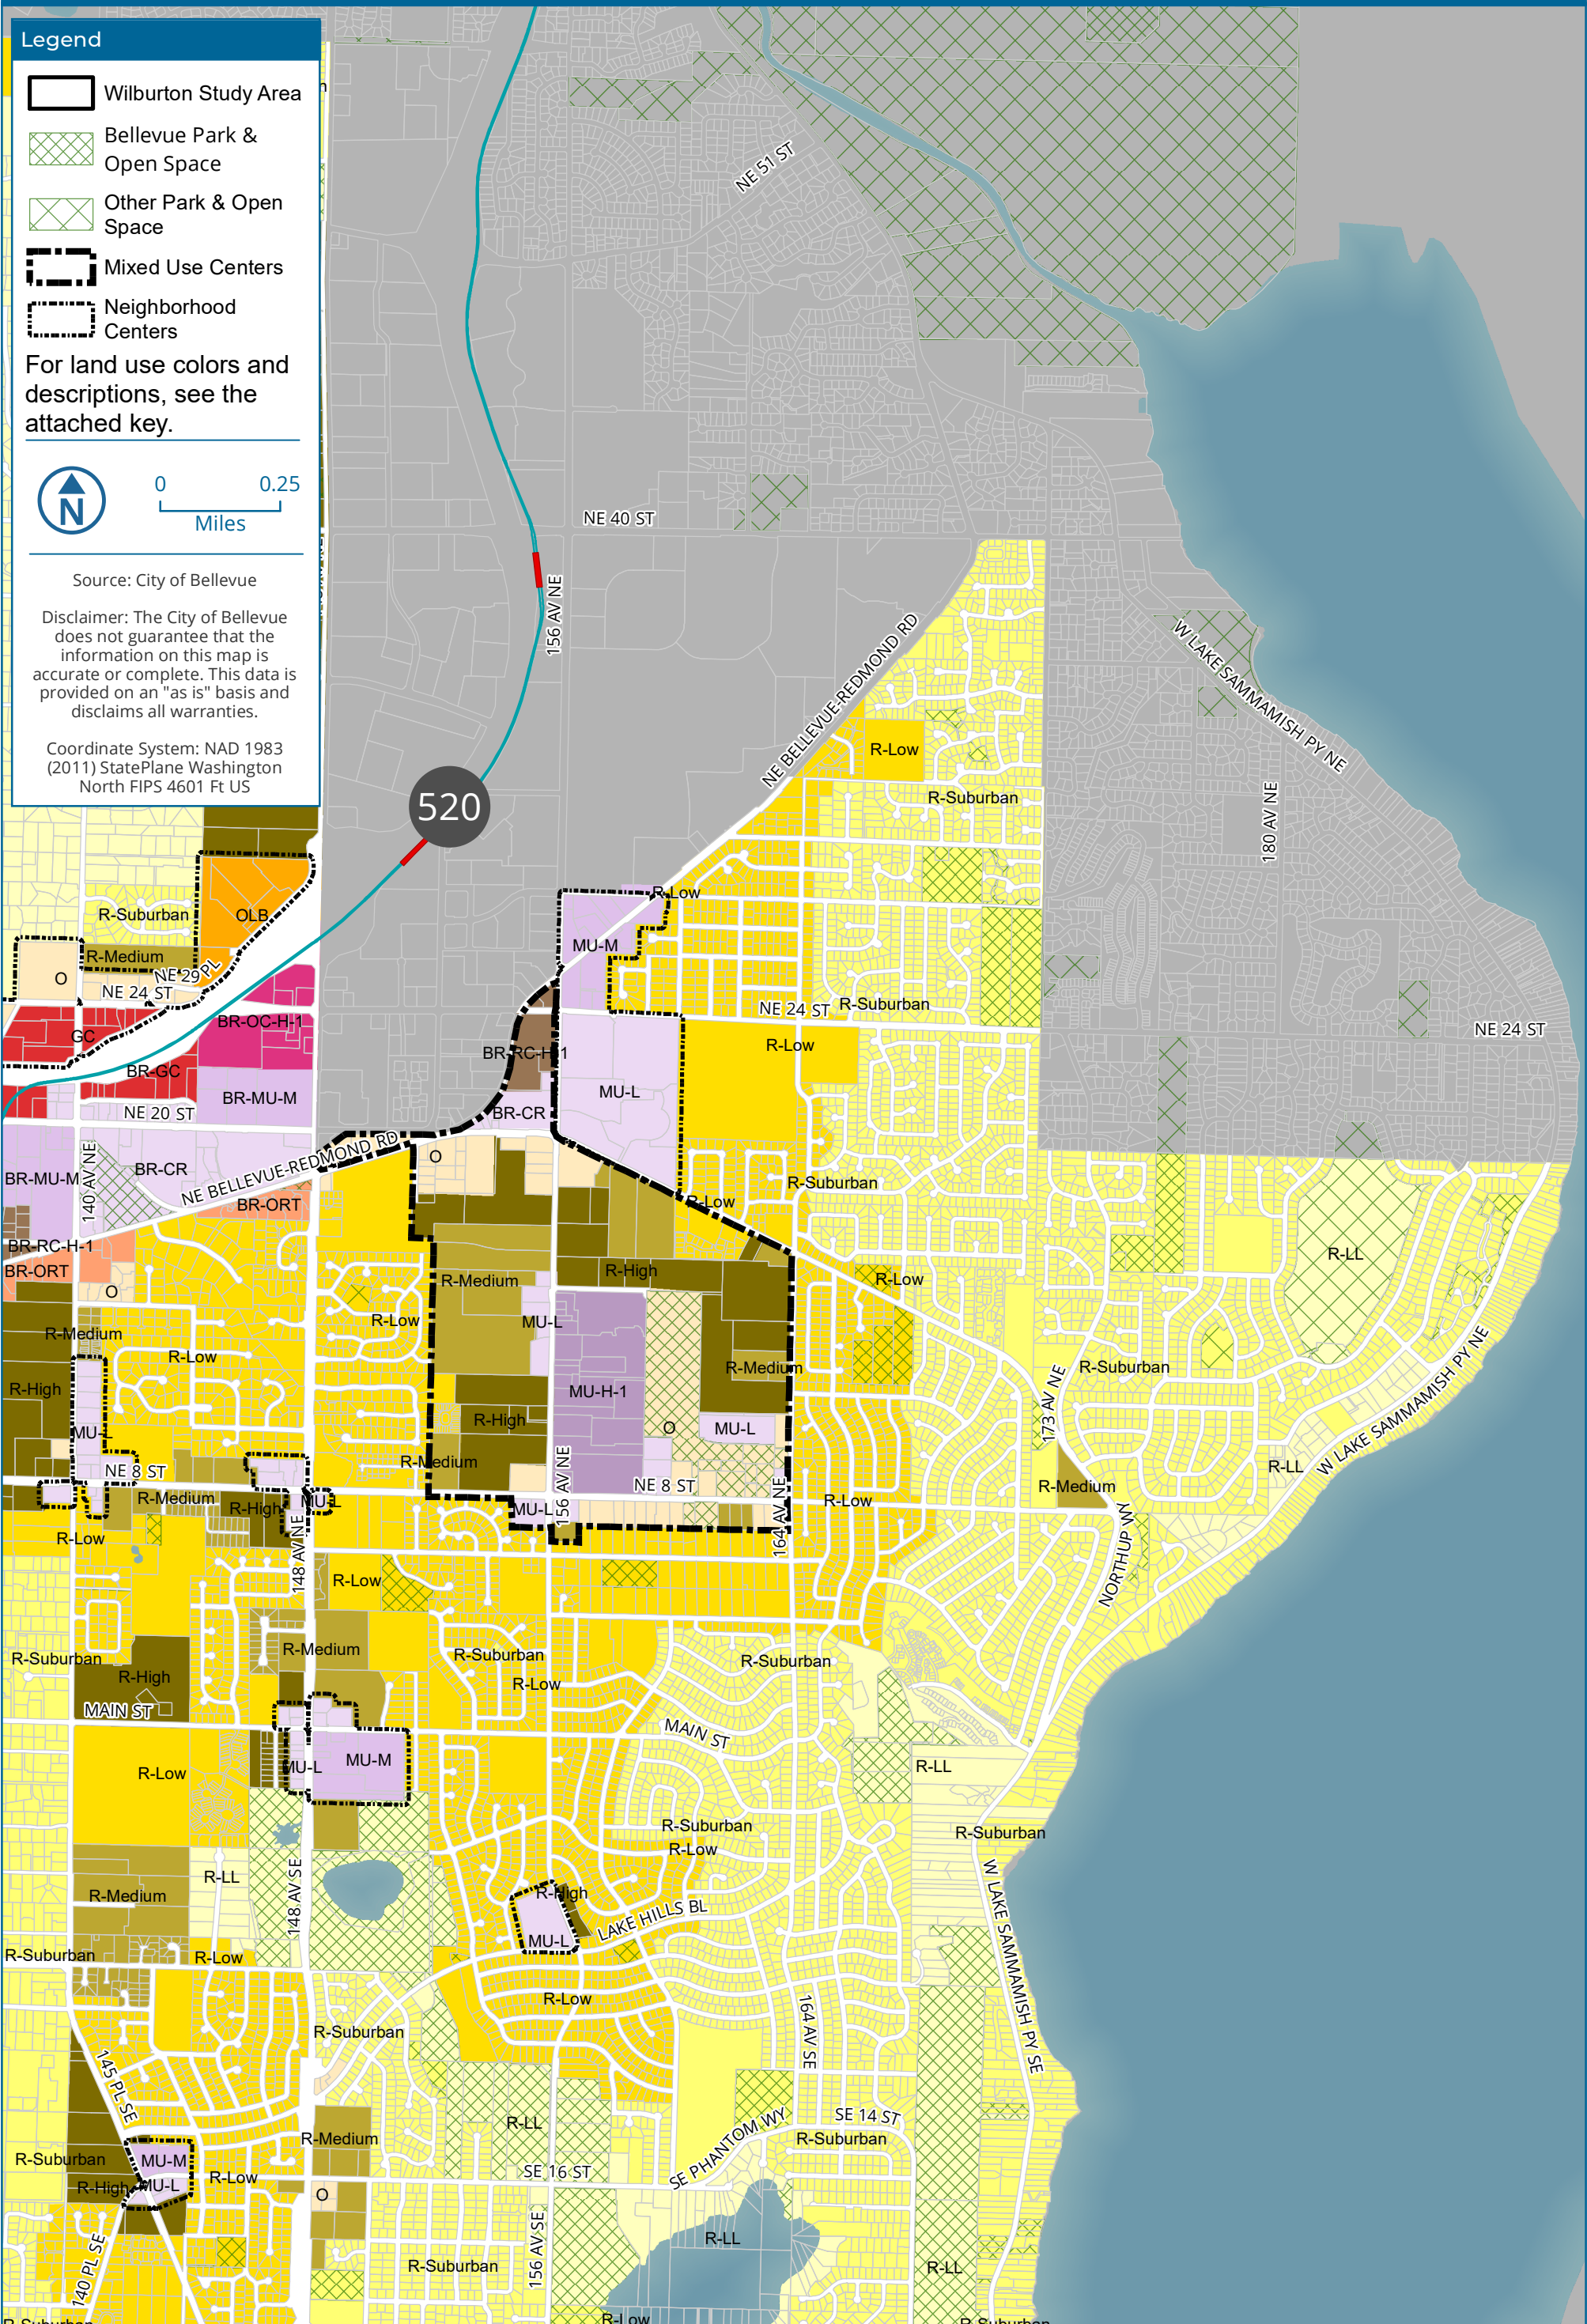 Legend
Wilburton Study Area
Bellevue Park &
Open Space
Other Park & Open
Space
Mixed Use Centers
Neighborhood
Centers
For land use colors and
descriptions, see the
attached key.
N
0 0.25
Miles
Source: City of Bellevue
Disclaimer: The City of Bellevue
does not guarantee that the
information on this map is
accurate or complete. This data is
provided on an "as is" basis and
disclaims all warranties.
Coordinate System: NAD 1983
(2011) StatePlane Washington
North FIPS 4601 Ft US
NE 51 ST
NE 40 ST
156 AV NE
NE BELLEVUE-REDMOND RD
W LAKE SAMMAMISH PY NE
R-Low
R-Suburban
180 AV NE
520
R-Low
R-Suburban
OLB
MU-M
R-Medium
O
NE 29 PL
NE 24 ST
NE 24 ST
R-Suburban
NE 24 ST
BR-OC-H-1
GC
R-Low
BR-RC-H-1
BR-GC
MU-L
BR-MU-M
NE 20 ST
BR-CR
NE BELLEVUE-REDMOND RD
O
BR-CR
BR-MU-M
140 AV NE
R-Suburban
R-Low
BR-ORT
BR-RC-H-1
R-LL
BR-ORT
R-High
R-Medium
R-Low
O
R-Low
MU-L
R-Medium
R-Low
R-Medium
R-Suburban
R-High
MU-H-1
173 AV NE
W LAKE SAMMAMISH PY NE
R-High
O
MU-L
MU-L
R-Medium
R-LL
NE 8 ST
NE 8 ST
R-Medium
R-Medium
R-High
MU-L
MU-L
156 AV NE
164 AV NE
R-Low
R-Low
148 AV NE
NORTHUP WY
R-Low
R-Medium
R-Suburban
R-Suburban
R-Suburban
R-High
R-Low
MAIN ST
MAIN ST
MU-M
MU-L
R-Low
R-LL
R-Suburban
R-Suburban
R-Low
R-LL
R-Medium
R-High
148 AV SE
LAKE HILLS BL
MU-L
W LAKE SAMMAMISH PY SE
R-Suburban
R-Low
R-Low
R-Suburban
164 AV SE
145 PL SE
SE 14 ST
R-LL
SE PHANTOM WY
R-Medium
R-Suburban
R-Suburban
MU-M
SE 16 ST
R-Low
R-High
MU-L
O
R-LL
156 AV SE
R-Suburban
R-LL
140 PL SE
R-Low
R-Suburban
R-Suburban